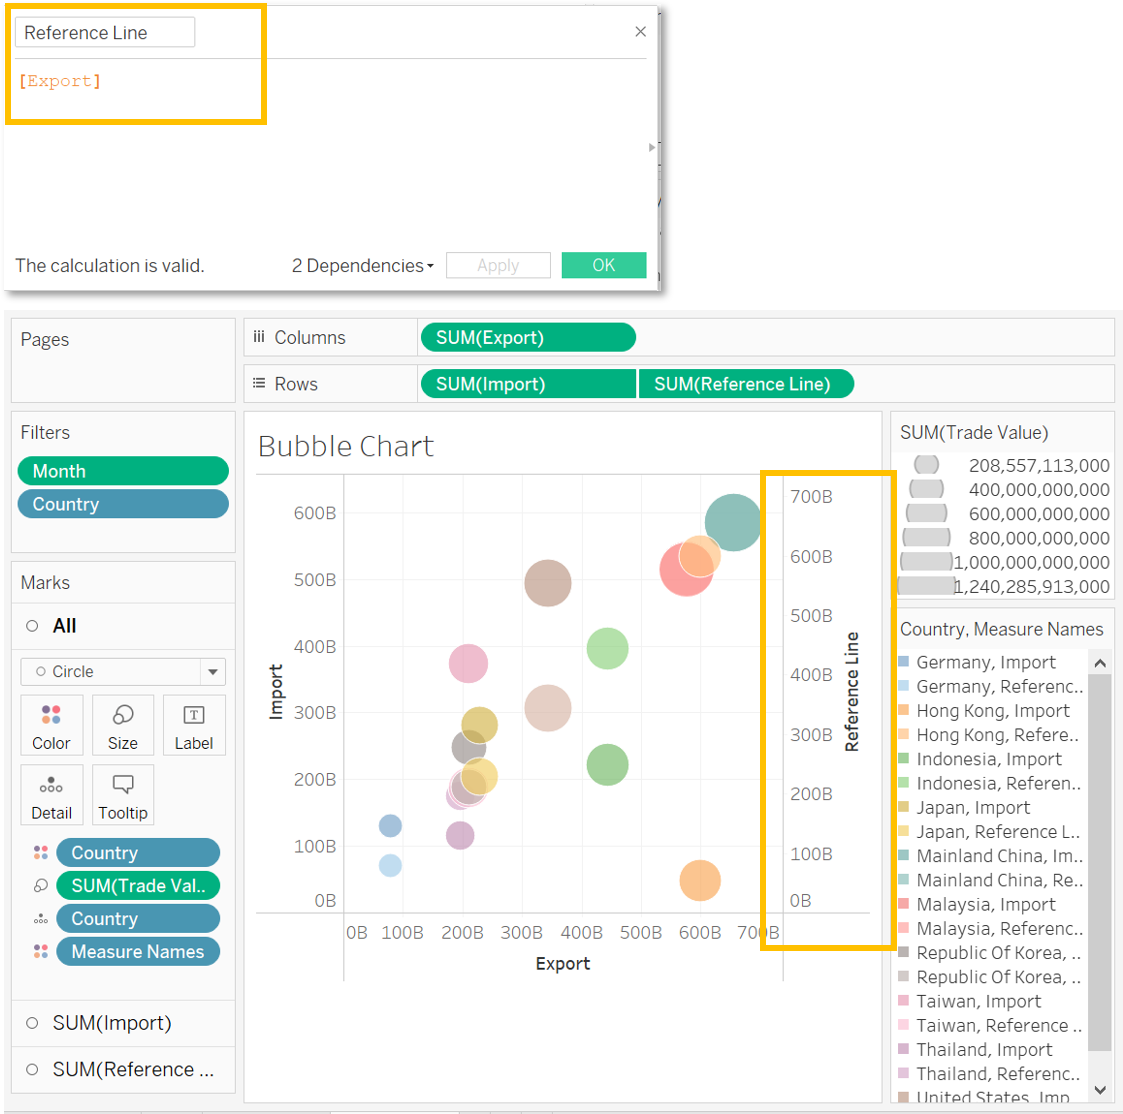 Reference Line
[Export]
The calculation is valid.
2 Dependencies
Apply
OK
Pages
Columns
SUM(Export)
Rows
SUM(Import)
SUM(Reference Line)
Filters
Month
Country
Marks
All
Circle
Color
Size
Label
Detail
Tooltip
Country
SUM(Trade Val..
Country
Measure Names
SUM(Import)
SUM(Reference ...
Bubble Chart
Import
600B
500B
400B
300B
200B
100B
0B
0B 100B 200B 300B 400B 500B 600B 700B
Export
700B
600B
500B
400B
300B
200B
100B
0B
Reference Line
SUM(Trade Value)
208,557,113,000
400,000,000,000
600,000,000,000
800,000,000,000
1,000,000,000,000
1,240,285,913,000
Country, Measure Names
Germany, Import
Germany, Referenc..
Hong Kong, Import
Hong Kong, Refere..
Indonesia, Import
Indonesia, Referen..
Japan, Import
Japan, Reference L..
Mainland China, Im..
Mainland China, Re..
Malaysia, Import
Malaysia, Referenc..
Republic Of Korea, ..
Republic Of Korea, ..
Taiwan, Import
Taiwan, Reference ..
Thailand, Import
Thailand, Referenc..
United States, Imp..